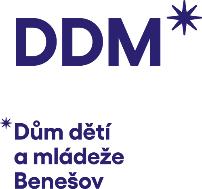 DDM*
*Dům dětí
a mládeže
Benešov